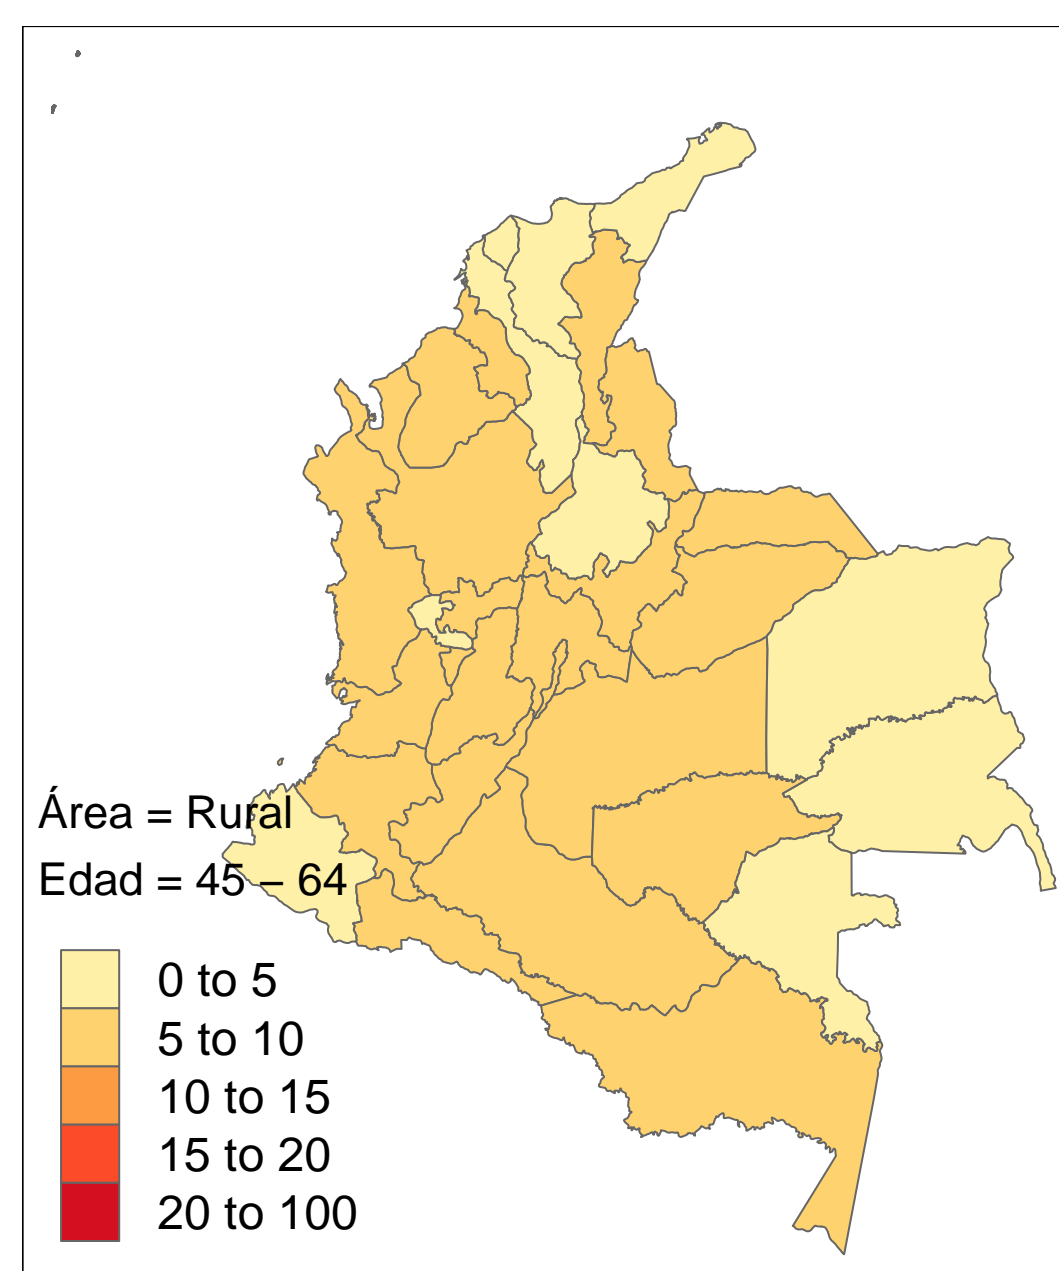 Área = Rural
Edad = 45 – 64
0 to 5
5 to 10
10 to 15
15 to 20
20 to 100